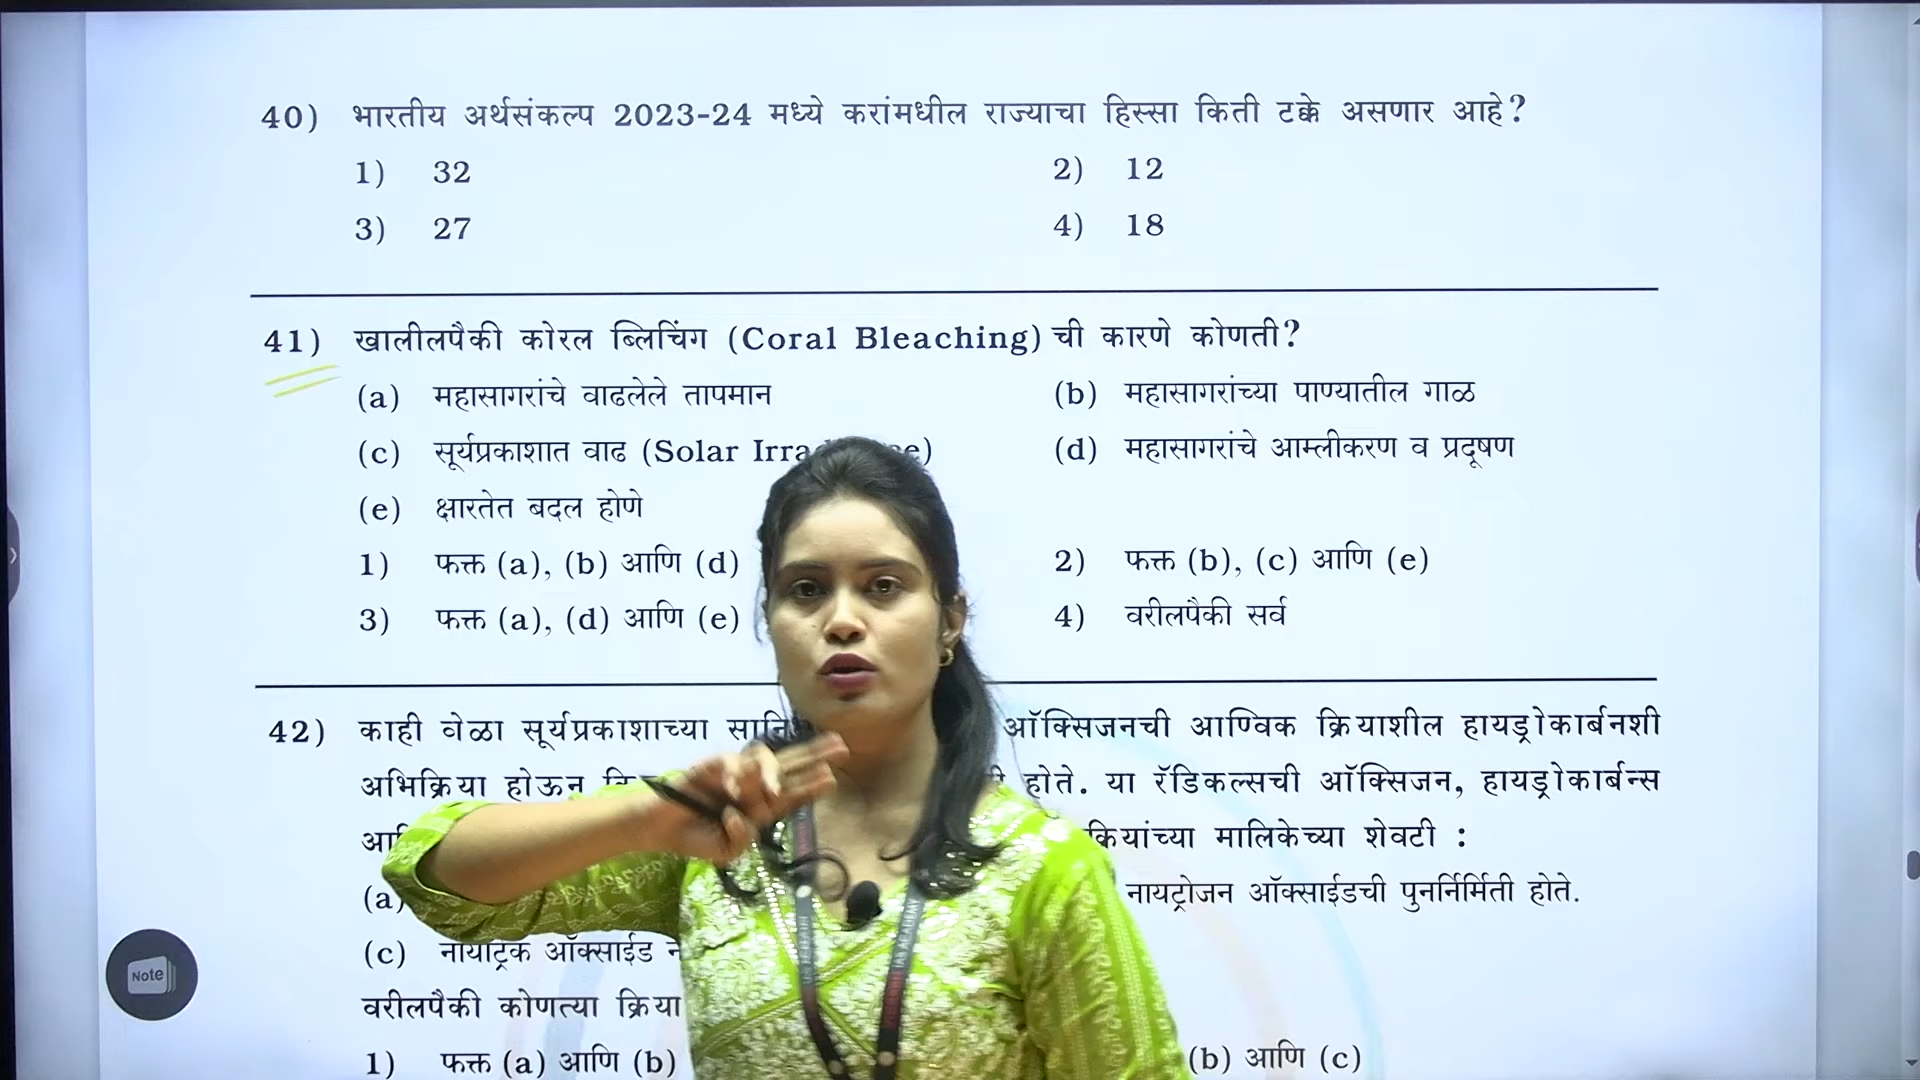 40) भारतीय अर्थसंकल्प 2023-24 मध्ये करांमधील राज्याचा हिस्सा किती टक्के असणार आहे?
1) 32 2) 12
3) 27 4) 18
41) खालीलपैकी कोरल ब्लिचिंग (Coral Bleaching) ची कारणे कोणती?
(a) महासागरांचे वाढलेले तापमान (b) महासागरांच्या पाण्यातील गाळ
(c) सूर्यप्रकाशात वाढ (Solar (d) महासागरांचे आम्लीकरण व प्रदूषण
(e) क्षारतेत बदल होणे
1) फक्त (a), (b) आणि (d) 2) फक्त (b), (c) आणि (e)
3) फक्त (a), (d) आणि (e) 4) वरीलपैकी सर्व
42) काही वेळा सूर्यप्रकाशाच्या ऑक्सिजनची आण्विक क्रियाशील हायड्रोकार्बनशी
अभिक्रिया होऊन होते. या रॅडिकल्सची ऑक्सिजन, हायड्रोकार्बन्स
मालिकेच्या शेवटी :
(a) नायट्रोजन ऑक्साईडची पुनर्निर्मिती होते.
(c) ऑक्साईड
वरीलपैकी कोणत्या
1) फक्त (a) आणि (b) (b) आणि (c)
Note